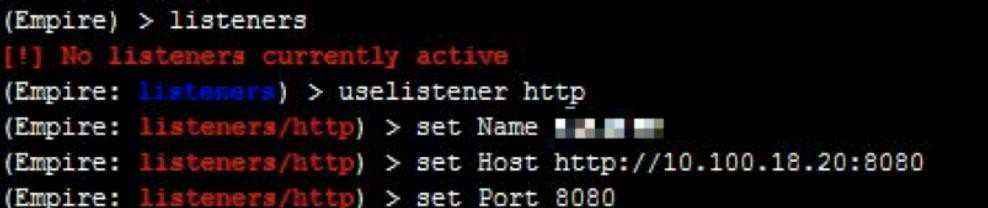 (Empire) > listeners
[!] No listeners currently active
(Empire: listeners) > uselistener http
(Empire: listeners/http) > set Name
(Empire: listeners/http) > set Host http://10.100.18.20:8080
(Empire: listeners/http) > set Port 8080